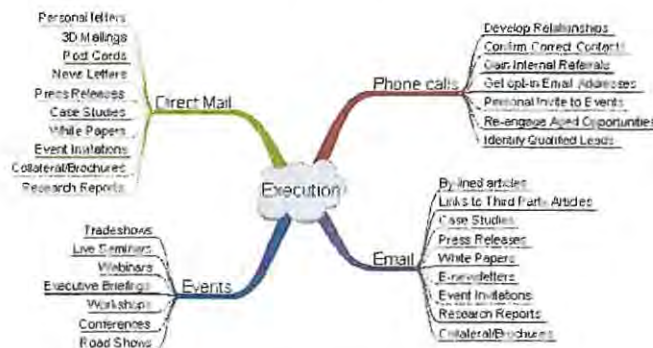 Personal letters
3D Mailings
Post Cards
News Letters
Press Releases
Case Studies
White Papers
Event Invitations
Collateral/Brochures
Research Reports
Direct Mail
Phone calls
Develop Relationships
Confirm Correct Contacts
Gain Internal Referrals
Get opt-in Email Addresses
Personal Invite to Events
Re-engage Aged Opportunities
Identify Qualified Leads
Execution
Tradeshows
Live Seminars
Webinars
Executive Briefings
Workshops
Conferences
Road Shows
Events
Email
By-lined articles
Links to Third Party Articles
Case Studies
Press Releases
White Papers
E-newsletters
Event Invitations
Research Reports
Collateral/Brochures